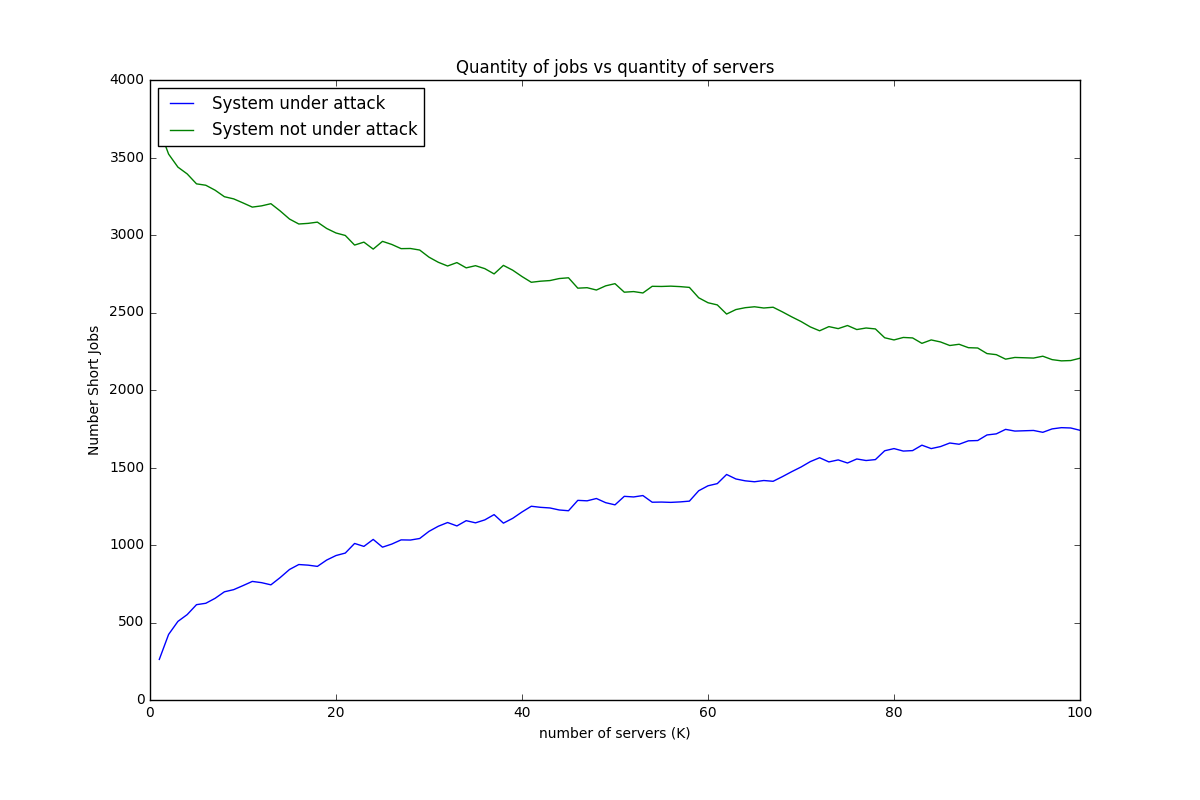 Quantity of jobs vs quantity of servers
4000
System under attack
System not under attack
3500
3000
2500
2000
1500
1000
500
0
Number Short Jobs
0 20 40 60 80 100
number of servers (K)